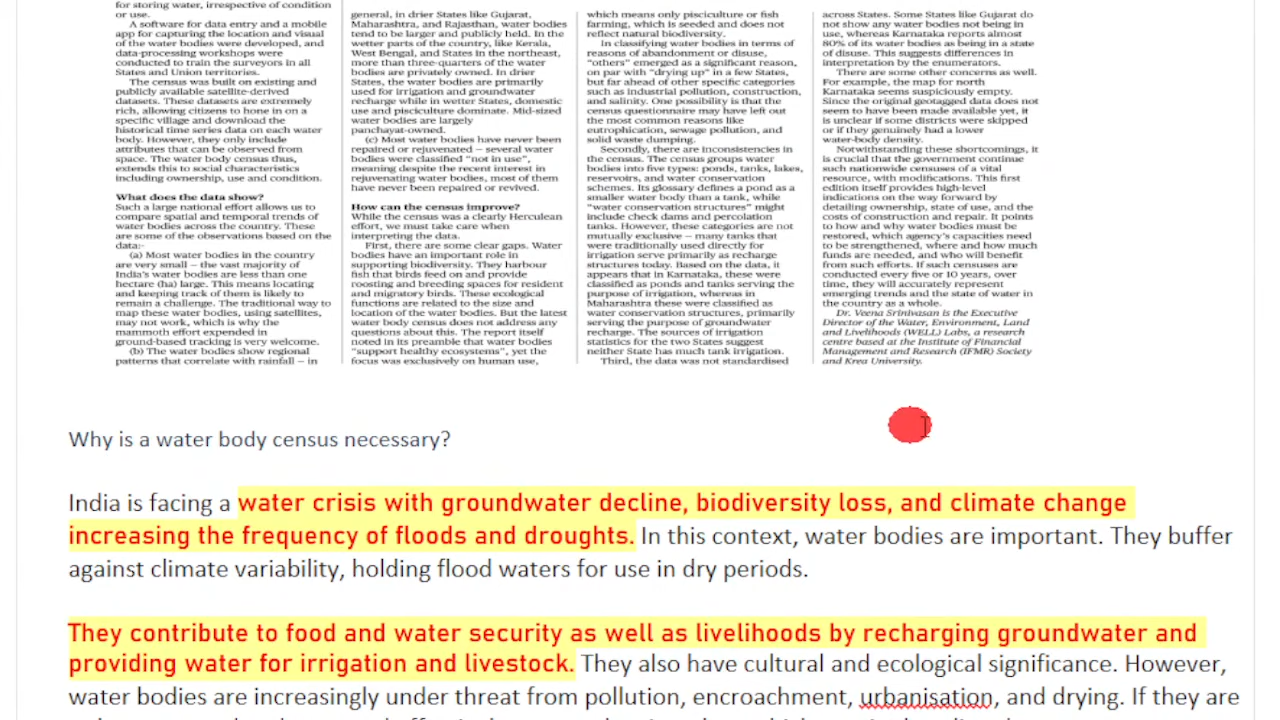 for storing water, irrespective of condition
or use.
A software for data entry and a mobile
app for capturing the location and visual
of the water bodies were developed, and
data-processing workshops were
conducted to train the surveyors in all
States and Union territories.
The census was built on existing and
publicly available satellite-derived
datasets. These datasets are extremely
rich, allowing citizens to hone in on a
specific village and download the
historical time series data on each water
body. However, they only include
attributes that can be observed from
space. The water body census thus,
extends this to social characteristics
including ownership, use and condition.
What does the data show?
Such a large national effort allows us to
compare spatial and temporal trends of
water bodies across the country. These
are some of the observations based on the
data:-
(a) Most water bodies in the country
are very small – the vast majority of
India's water bodies are less than one
hectare (ha) large. This means locating
and keeping track of them is likely to
remain a challenge. The traditional way to
map these water bodies, using satellites,
may not work, which is why the
mammoth effort expended in
ground-based tracking is very welcome.
(b) The water bodies show regional
patterns that correlate with rainfall – in
general, in drier States like Gujarat,
Maharashtra, and Rajasthan, water bodies
tend to be larger and publicly held. In the
wetter parts of the country, like Kerala,
West Bengal, and States in the northeast,
more than three-quarters of the water
bodies are privately owned. In drier
States, the water bodies are primarily
used for irrigation and groundwater
recharge while in wetter States, domestic
use and pisciculture dominate. Mid-sized
water bodies are largely
panchayat-owned.
(c) Most water bodies have never been
repaired or rejuvenated – several water
bodies were classified "not in use",
meaning despite the recent interest in
rejuvenating water bodies, most of them
have never been repaired or revived.
How can the census improve?
While the census was a clearly Herculean
effort, we must take care when
interpreting the data.
First, there are some clear gaps. Water
bodies have an important role in
supporting biodiversity. They harbour
fish that birds feed on and provide
roosting and breeding spaces for resident
and migratory birds. These ecological
functions are related to the size and
location of the water bodies. But the latest
water body census does not address any
questions about this. The report itself
noted in its preamble that water bodies
"support healthy ecosystems", yet the
focus was exclusively on human use,
which means only pisciculture or fish
farming, which is seeded and does not
reflect natural biodiversity.
In classifying water bodies in terms of
reasons of abandonment or disuse,
"others" emerged as a significant reason,
on par with "drying up" in a few States,
but far ahead of other specific categories
such as industrial pollution, construction,
and salinity. One possibility is that the
census questionnaire may have left out
the most common reasons like
eutrophication, sewage pollution, and
solid waste dumping.
Secondly, there are inconsistencies in
the census. The census groups water
bodies into five types: ponds, tanks, lakes,
reservoirs, and water conservation
schemes. Its glossary defines a pond as a
smaller water body than a tank, while
"water conservation structures" might
include check dams and percolation
tanks. However, these categories are not
mutually exclusive – many tanks that
were traditionally used directly for
irrigation serve primarily as recharge
structures today. Based on the data, it
appears that in Karnataka, these were
classified as ponds and tanks serving the
purpose of irrigation, whereas in
Maharashtra these were classified as
water conservation structures, primarily
serving the purpose of groundwater
recharge. The sources of irrigation
statistics for the two States suggest
neither State has much tank irrigation.
Third, the data was not standardised
across States. Some States like Gujarat do
not show any water bodies not being in
use, whereas Karnataka reports almost
80% of its water bodies as being in a state
of disuse. This suggests differences in
interpretation by the enumerators.
There are some other concerns as well.
For example, the map for north
Karnataka seems suspiciously empty.
Since the original geotagged data does not
seem to have been made available yet, it
is unclear if some districts were skipped
or if they genuinely had a lower
water-body density.
Notwithstanding these shortcomings, it
is crucial that the government continue
such nationwide censuses of a vital
resource, with modifications. This first
edition itself provides high-level
indications on the way forward by
detailing ownership, state of use, and the
costs of construction and repair. It points
to how and why water bodies must be
restored, which agency's capacities need
to be strengthened, where and how much
funds are needed, and who will benefit
from such efforts. If such censuses are
conducted every five or 10 years, over
time, they will accurately represent
emerging trends and the state of water in
the country as a whole.
Dr. Veena Srinivasan is the Executive
Director of the Water, Environment, Land
and Livelihoods (WELL) Labs, a research
centre based at the Institute of Financial
Management and Research (IFMR) Society
and Krea University.
Why is a water body census necessary?
India is facing a water crisis with groundwater decline, biodiversity loss, and climate change
increasing the frequency of floods and droughts. In this context, water bodies are important. They buffer
against climate variability, holding flood waters for use in dry periods.
They contribute to food and water security as well as livelihoods by recharging groundwater and
providing water for irrigation and livestock. They also have cultural and ecological significance. However,
water bodies are increasingly under threat from pollution, encroachment, urbanisation, and drying. If they are